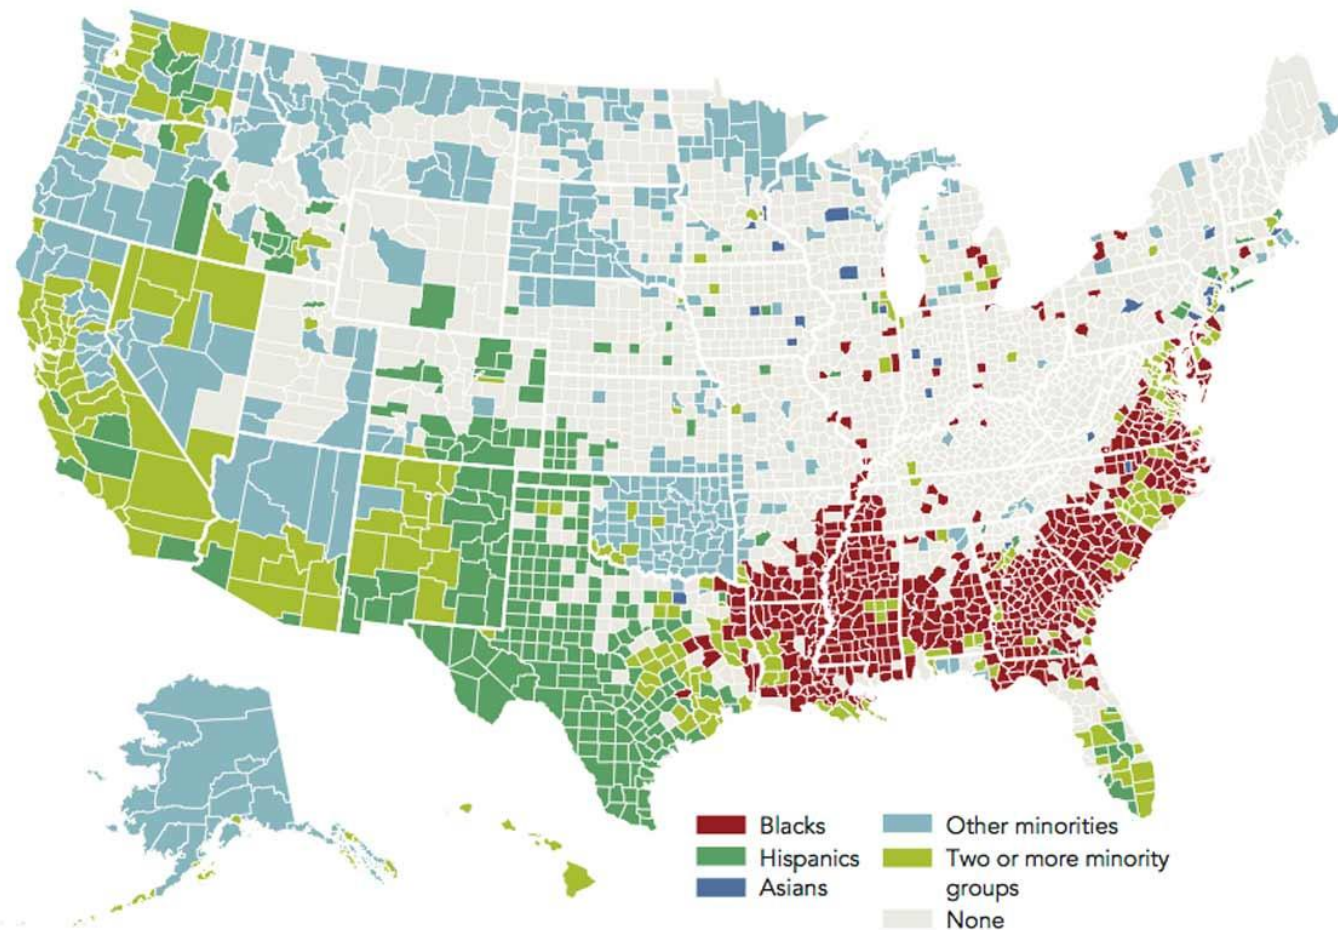 Blacks
Hispanics
Asians
Other minorities
Two or more minority
groups
None